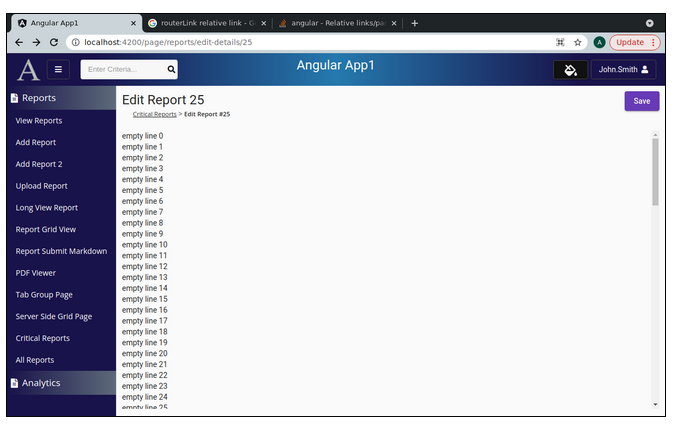 Angular App1
routerLink relative link - G
angular - Relative links/pa
localhost:4200/page/reports/edit-details/25
A
Update
A
Enter Criteria...
Angular App1
John.Smith
Reports
View Reports
Add Report
Add Report 2
Upload Report
Long View Report
Report Grid View
Report Submit Markdown
PDF Viewer
Tab Group Page
Server Side Grid Page
Critical Reports
All Reports
Analytics
Edit Report 25
Save
Critical Reports > Edit Report #25
empty line 0
empty line 1
empty line 2
empty line 3
empty line 4
empty line 5
empty line 6
empty line 7
empty line 8
empty line 9
empty line 10
empty line 11
empty line 12
empty line 13
empty line 14
empty line 15
empty line 16
empty line 17
empty line 18
empty line 19
empty line 20
empty line 21
empty line 22
empty line 23
empty line 24
empty line 25